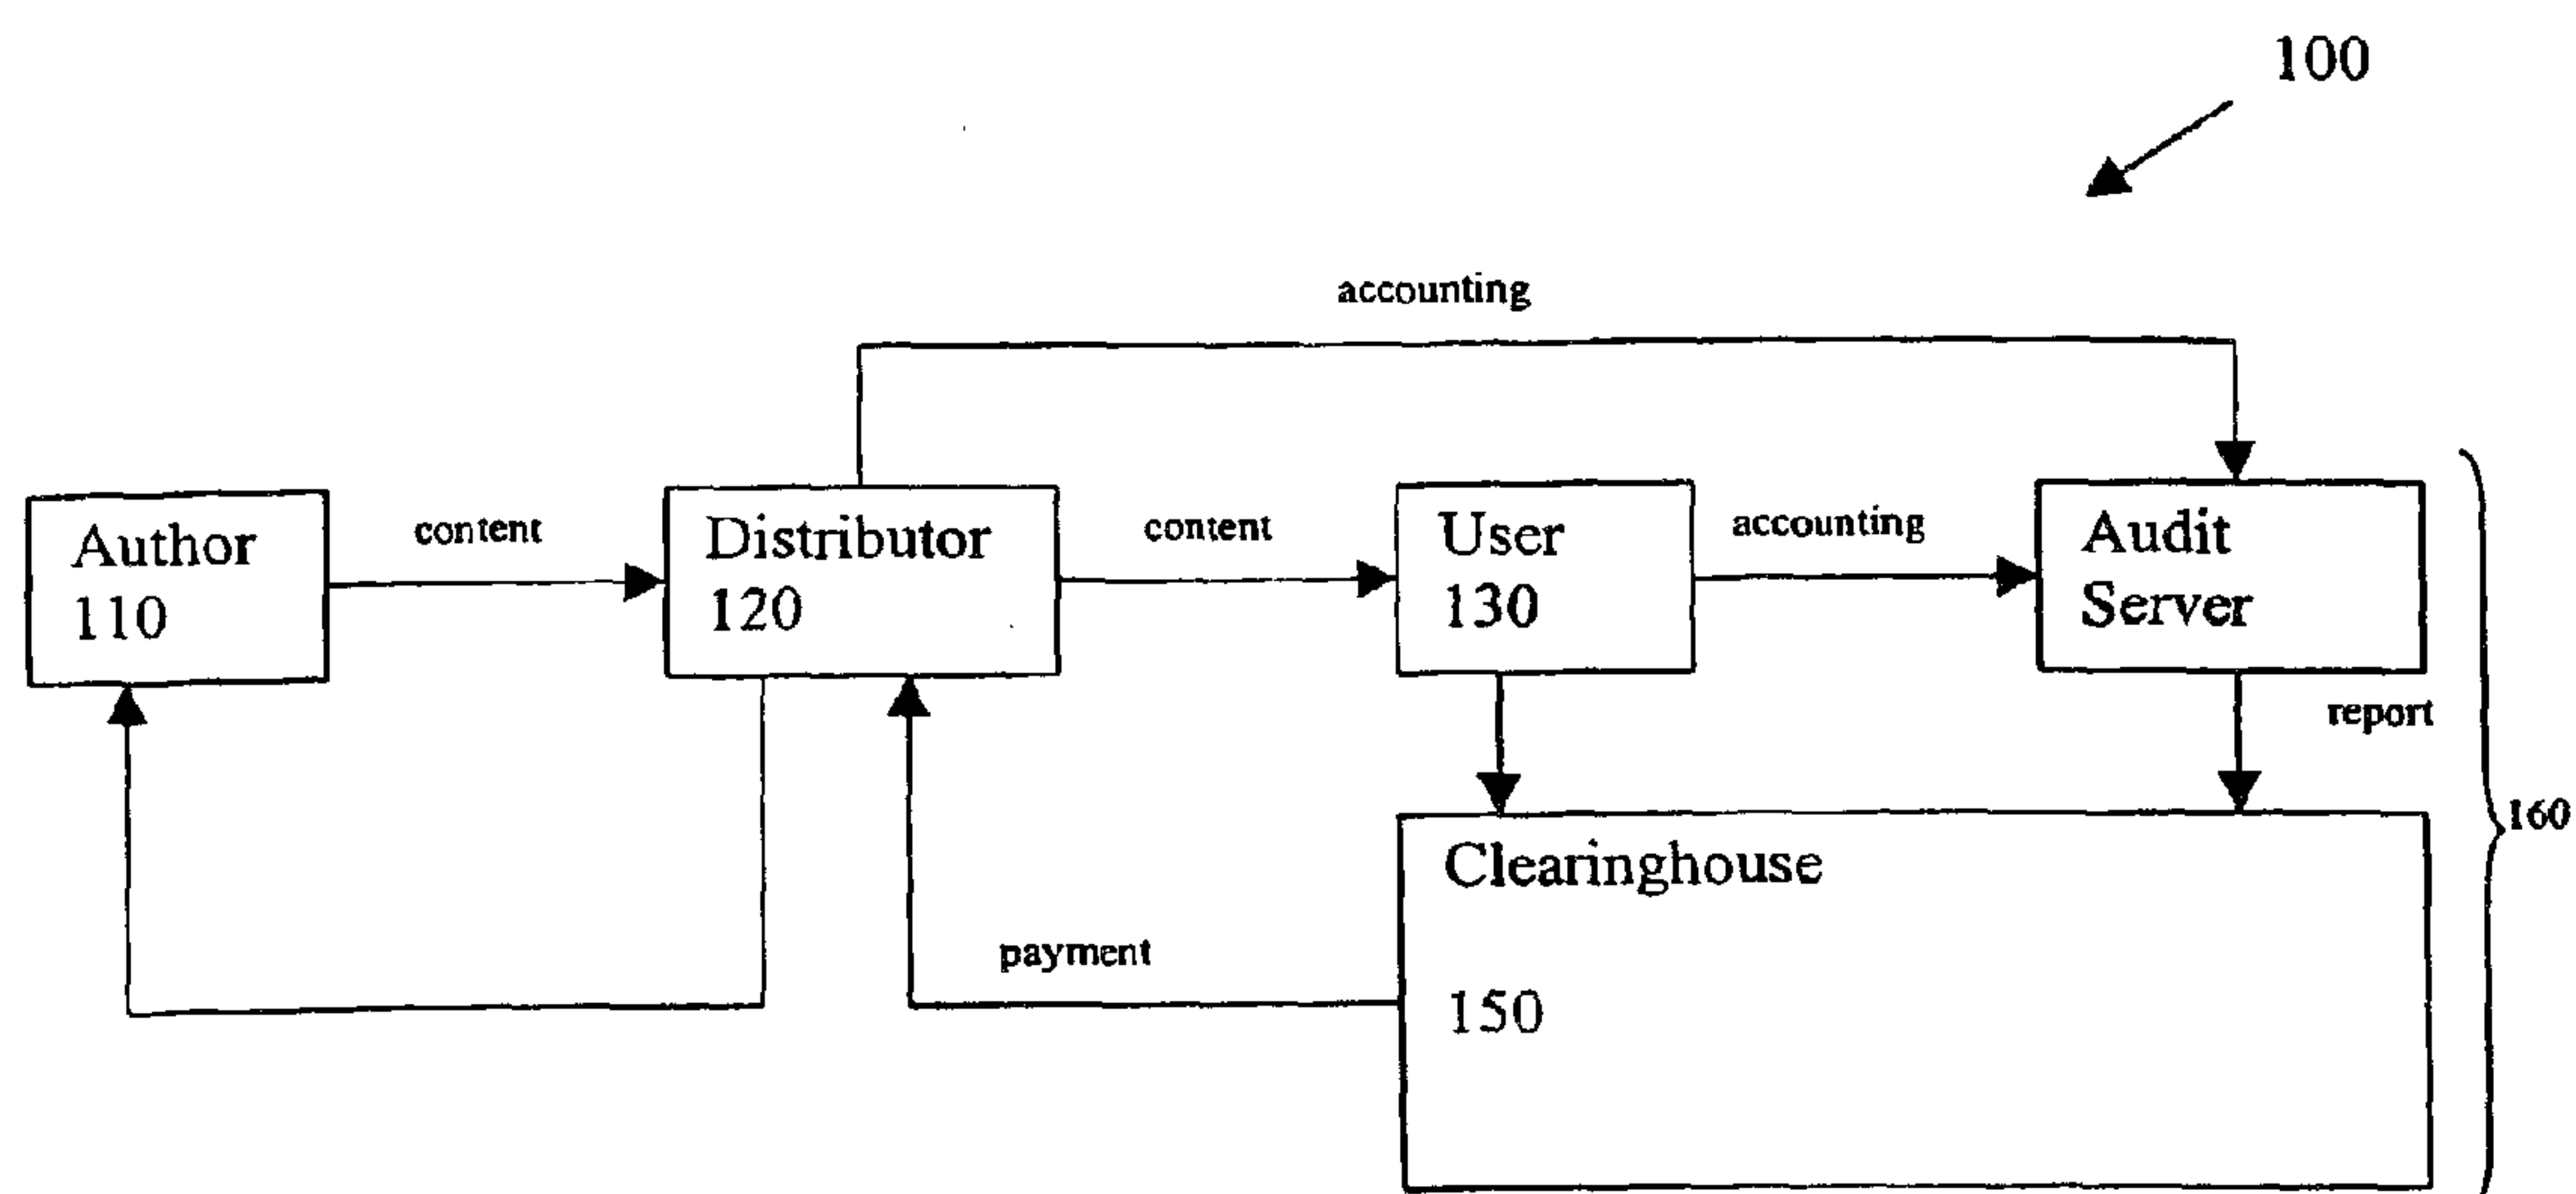 100
accounting
Author
110
content
Distributor
120
content
User
130
accounting
Audit
Server
report
160
Clearinghouse
150
payment